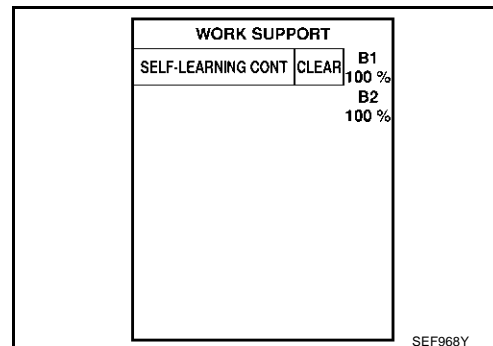 WORK SUPPORT
SELF-LEARNING CONT CLEAR B1
100 %
B2
100 %
SEF968Y